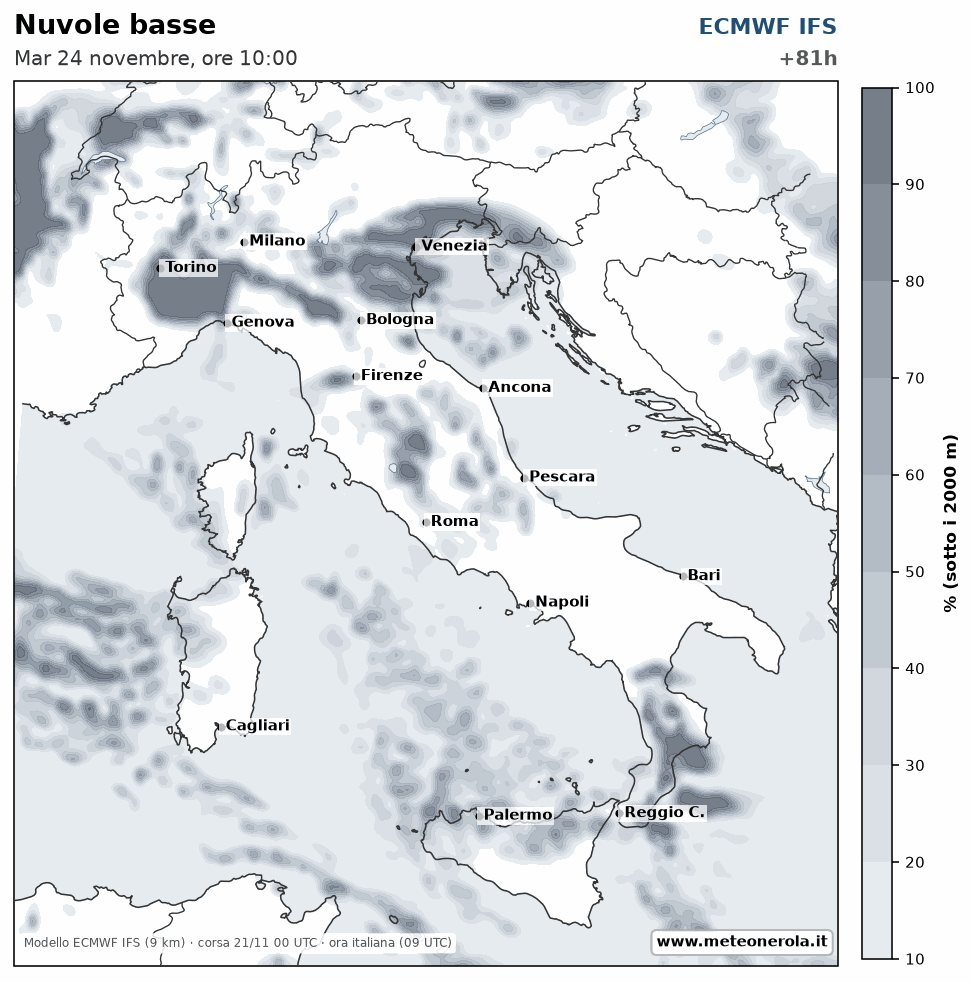 Nuvole basse
ECMWF IFS
Mar 24 novembre, ore 10:00
+81h
100
90
80
70
60
50
40
30
20
10
% (sotto i 2000 m)
Milano
Venezia
Torino
Genova
Bologna
Firenze
Ancona
Pescara
Roma
Bari
Napoli
Cagliari
Palermo
Reggio C.
Modello ECMWF IFS (9 km) · corsa 21/11 00 UTC · ora italiana (09 UTC)
www.meteonerola.it